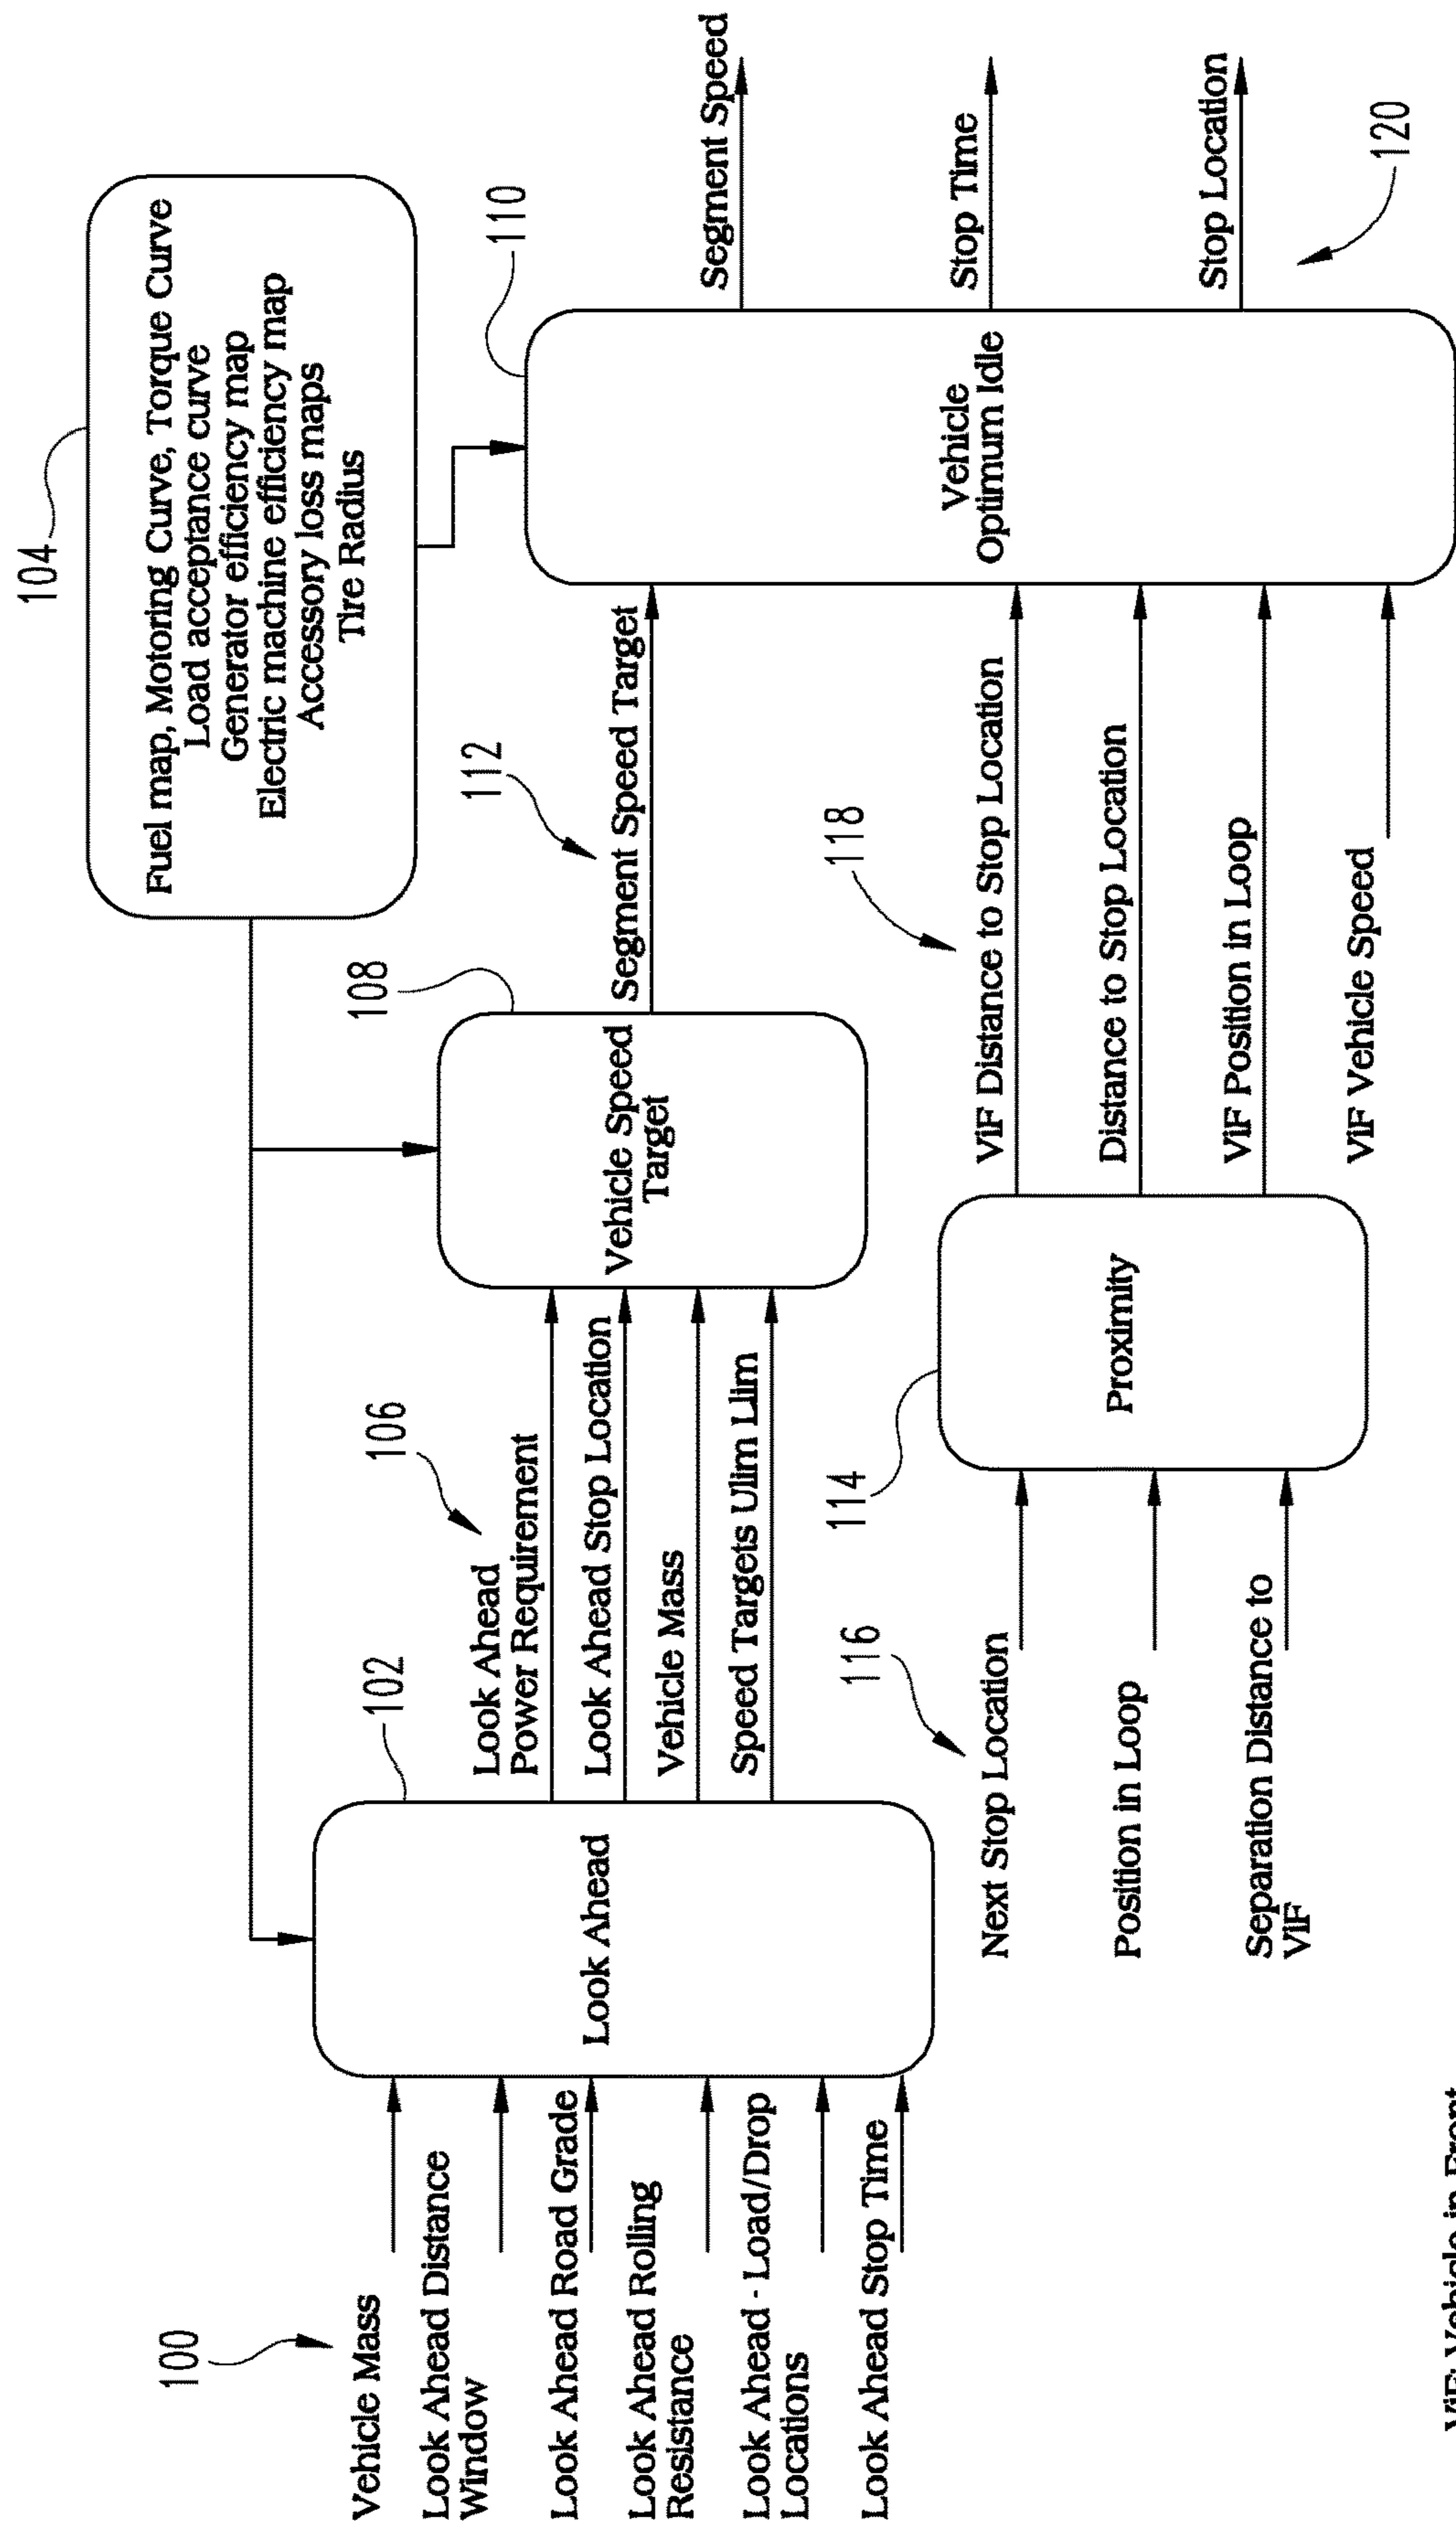 104
Fuel map, Motoring Curve, Torque Curve
Load acceptance curve
Generator efficiency map
Electric machine efficiency map
Accessory loss maps
Tire Radius
100
Vehicle Mass
Look Ahead Distance
Window
Look Ahead Road Grade
Look Ahead Rolling
Resistance
Look Ahead - Load/Drop
Locations
Look Ahead Stop Time
102
Look Ahead
106
Look Ahead
Power Requirement
Look Ahead Stop Location
Vehicle Mass
Speed Targets Ulim Llim
108
Vehicle Speed
Target
112
Segment Speed Target
110
Vehicle
Optimum Idle
Segment Speed
Stop Time
Stop Location
120
116
Next Stop Location
Position in Loop
Separation Distance to
ViF
114
Proximity
118
ViF Distance to Stop Location
Distance to Stop Location
ViF Position in Loop
ViF Vehicle Speed
ViF: Vehicle in Front